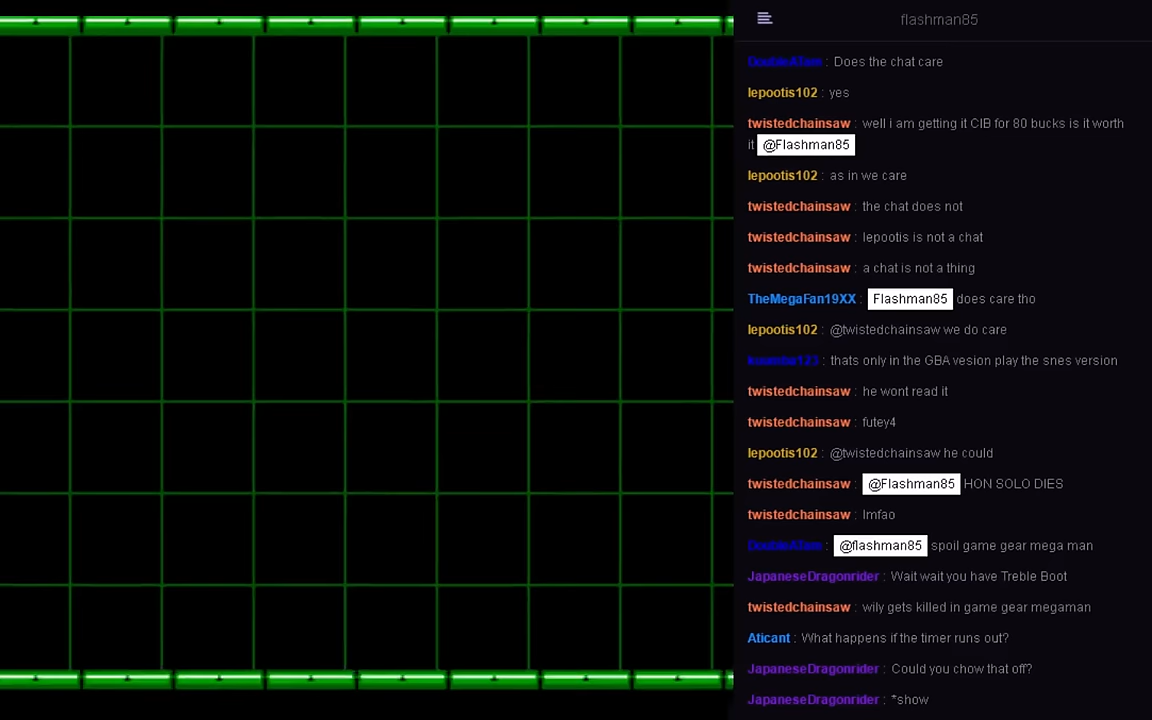 flashman85
: Does the chat care
lepootis102 : yes
twistedchainsaw : well i am getting it CIB for 80 bucks is it worth
it @Flashman85
lepootis102 : as in we care
twistedchainsaw : the chat does not
twistedchainsaw : lepootis is not a chat
twistedchainsaw : a chat is not a thing
TheMegaFan19XX : Flashman85 does care tho
lepootis102 : @twistedchainsaw we do care
: thats only in the GBA vesion play the snes version
twistedchainsaw : he wont read it
twistedchainsaw : futey4
lepootis102 : @twistedchainsaw he could
twistedchainsaw : @Flashman85 HON SOLO DIES
twistedchainsaw : lmfao
: @flashman85 spoil game gear mega man
JapaneseDragonrider : Wait wait you have Treble Boot
twistedchainsaw : wily gets killed in game gear megaman
Aticant : What happens if the timer runs out?
JapaneseDragonrider : Could you chow that off?
JapaneseDragonrider : *show